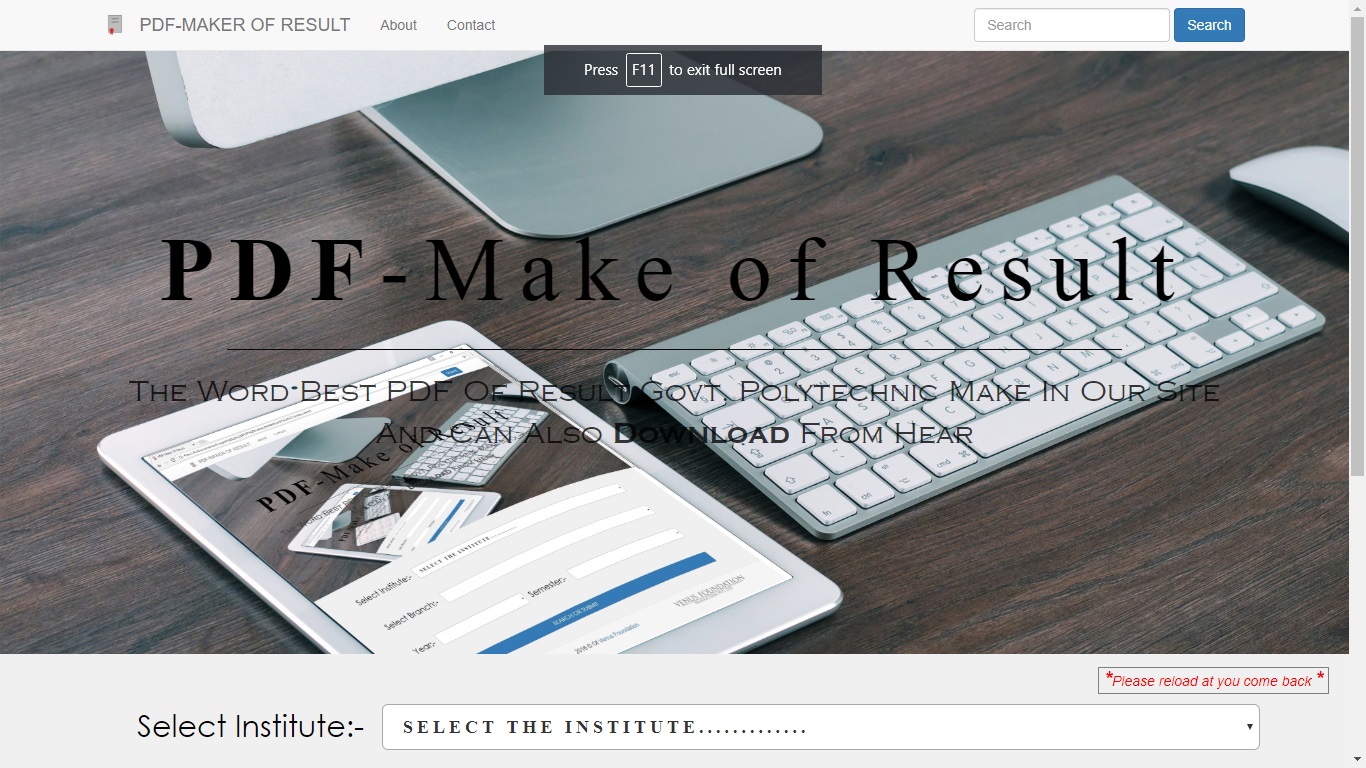 PDF-MAKER OF RESULT About Contact Search Search
Press F11 to exit full screen
PDF-Make of Result
The Word Best PDF Of Result Govt. Polytechnic Make In Our Site
And Can Also Download From Hear
PDF-Make of Result
SELECT THE INSTITUTE
Select Institute:-
Select Branch:-
Semester:-
Year:-
SEARCH OR SUBMIT
VENUS FOUNDATION
2018 © Of Venus Foundation
*Please reload at you come back *
Select Institute:- SELECT THE INSTITUTE.............